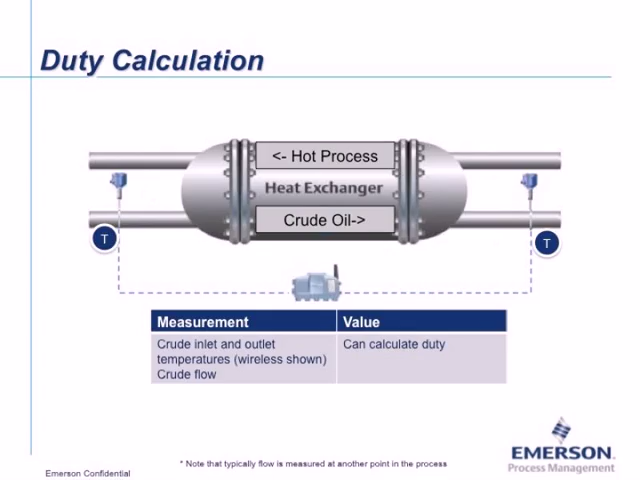 Duty Calculation
<- Hot Process
Heat Exchanger
Crude Oil->
T
T
Measurement Value
Crude inlet and outlet Can calculate duty
temperatures (wireless shown)
Crude flow
EMERSON.
Process Management
* Note that typically flow is measured at another point in the process
Emerson Confidential